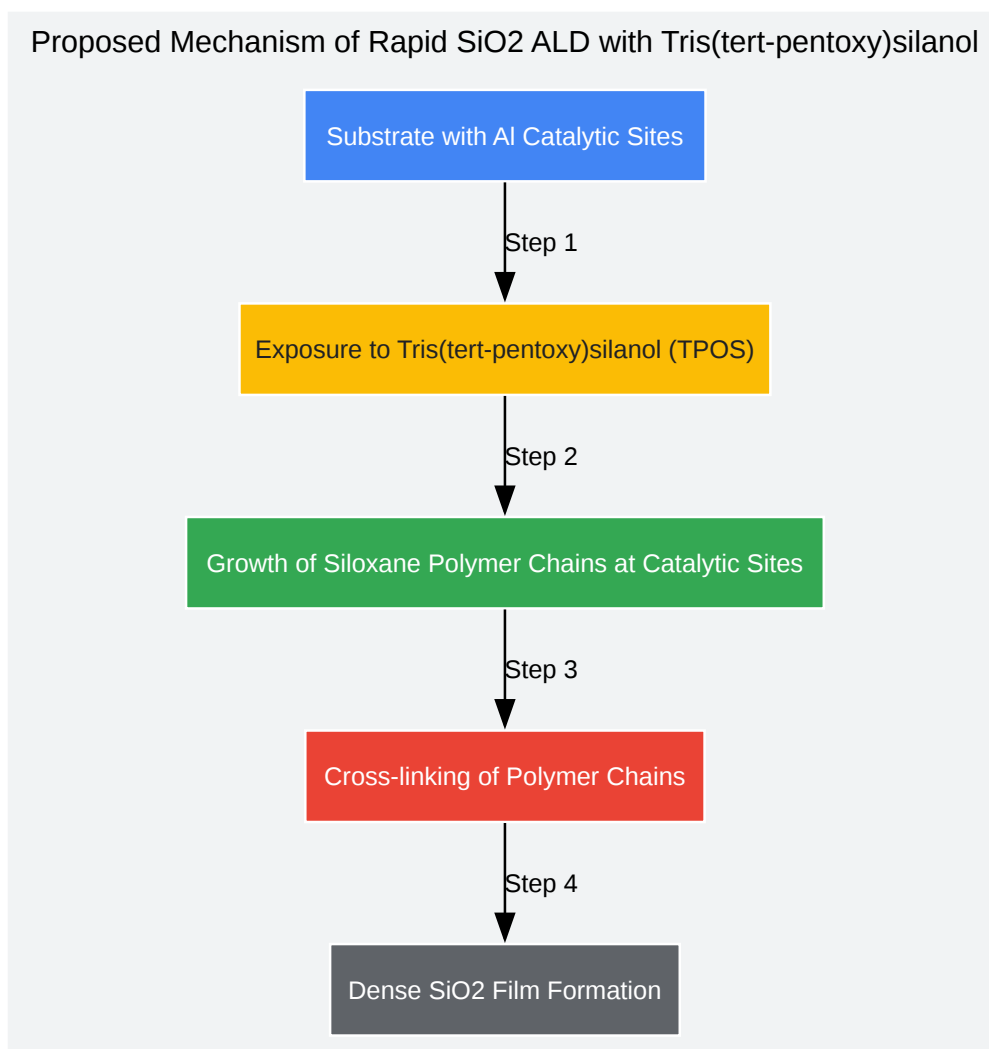 Proposed Mechanism of Rapid SiO2 ALD with Tris(tert-pentoxy)silanol
Substrate with Al Catalytic Sites
Step 1
Exposure to Tris(tert-pentoxy)silanol (TPOS)
Step 2
Growth of Siloxane Polymer Chains at Catalytic Sites
Step 3
Cross-linking of Polymer Chains
Step 4
Dense SiO2 Film Formation